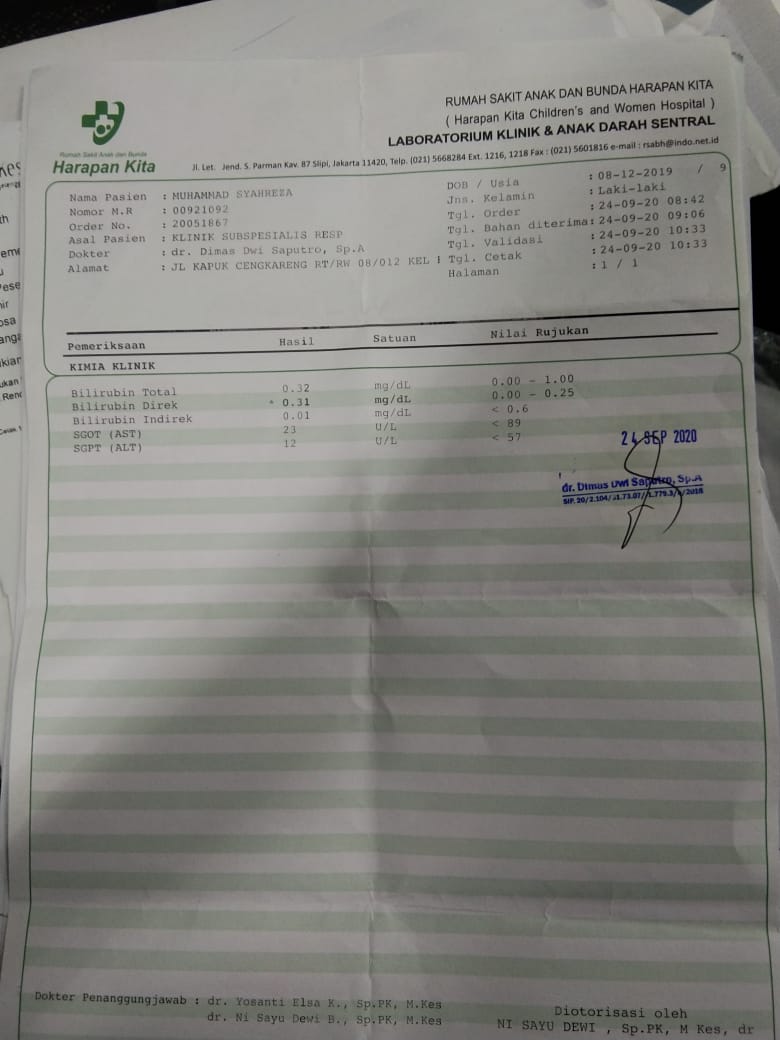 RUMAH SAKIT ANAK DAN BUNDA HARAPAN KITA
( Harapan Kita Children's and Women Hospital )
LABORATORIUM KLINIK & ANAK DARAH SENTRAL
Rumah Sakit Anak dan Bunda
Harapan Kita
Jl. Let. Jend. S. Parman Kav. 87 Slipi, Jakarta 11420, Telp. (021) 5668284 Ext. 1216, 1218 Fax : (021) 5601816 e-mail : rsabh@indo.net.id
Nama Pasien : MUHAMMAD SYAHREZA
Nomor M.R : 00921092
Order No. : 20051867
Asal Pasien : KLINIK SUBSPESIALIS RESP
Dokter : dr. Dimas Dwi Saputro, Sp.A
Alamat : JL KAPUK CENGKARENG RT/RW 08/012 KEL
DOB / Usia : 08-12-2019 / 9
Jns. Kelamin : Laki-laki
Tgl. Order : 24-09-20 08:42
Tgl. Bahan diterima: 24-09-20 09:06
Tgl. Validasi : 24-09-20 10:33
Tgl. Cetak : 24-09-20 10:33
Halaman : 1 / 1
Pemeriksaan Hasil Satuan Nilai Rujukan
KIMIA KLINIK
Bilirubin Total 0.32 mg/dL 0.00 - 1.00
Bilirubin Direk * 0.31 mg/dL 0.00 - 0.25
Bilirubin Indirek 0.01 mg/dL < 0.6
SGOT (AST) 23 U/L < 89
SGPT (ALT) 12 U/L < 57
24 SEP 2020
dr. Dimas Dwi Saputro, Sp.A
Dokter Penanggungjawab : dr. Yosanti Elsa K., Sp.PK, M.Kes
dr. Ni Sayu Dewi B., Sp.PK, M.Kes
Diotorisasi oleh
NI SAYU DEWI , Sp.PK, M Kes, dr